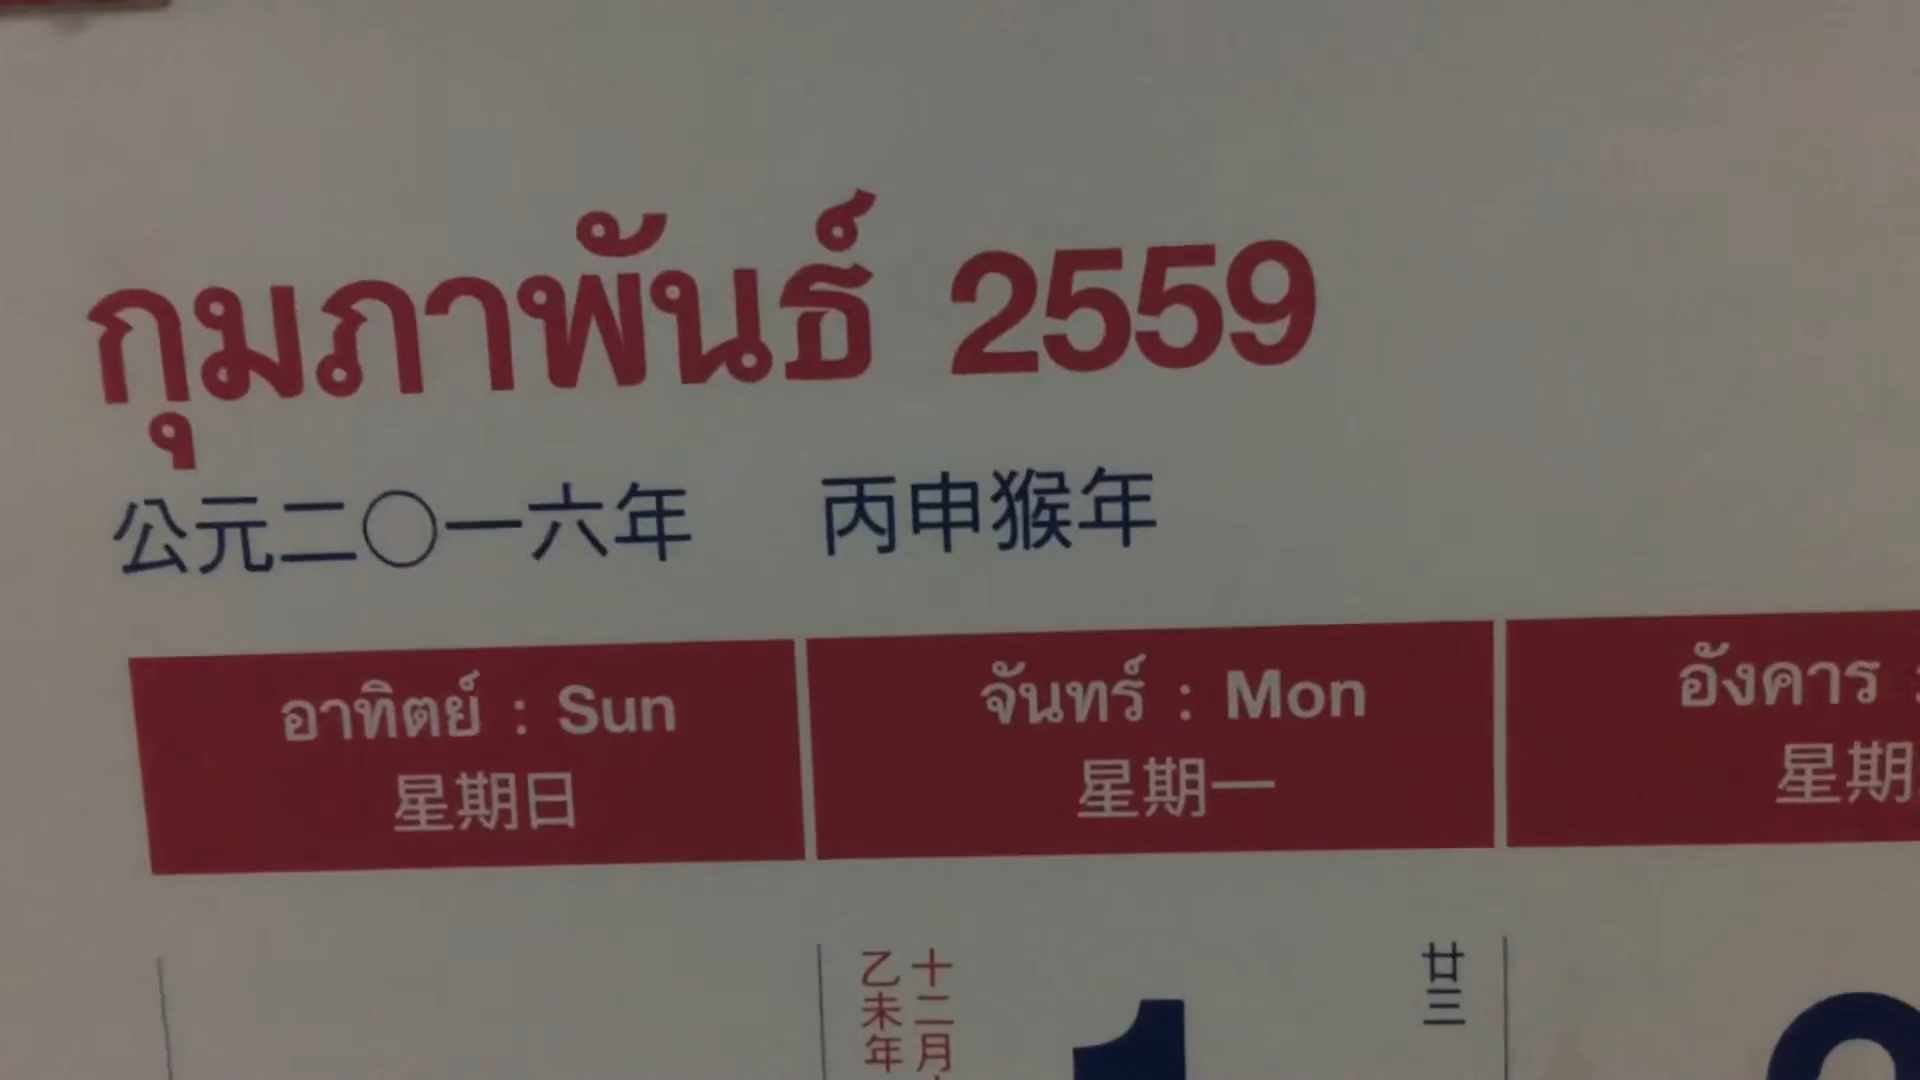 กุมภาพันธ์ 2559
公元二〇一六年 丙申猴年
อาทิตย์ : Sun
星期日
จันทร์ : Mon
星期一
อังคาร :
星期
十二月
乙未年
1
廿三